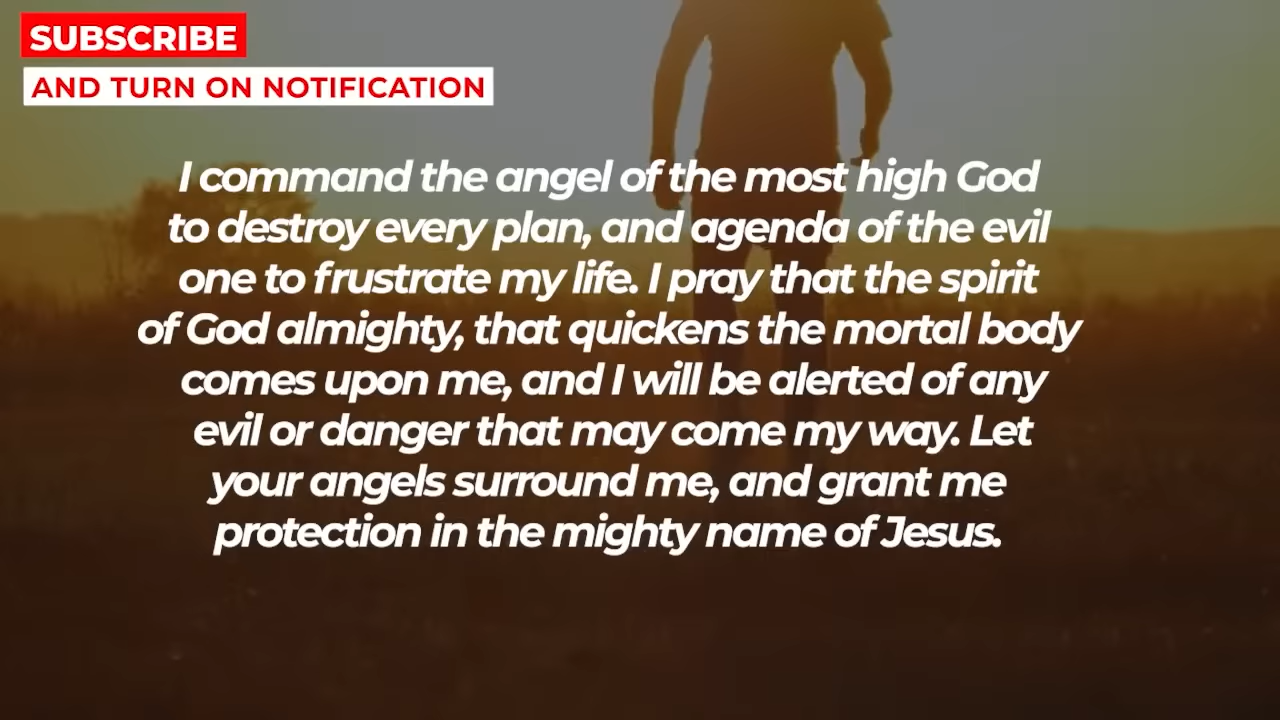 SUBSCRIBE
AND TURN ON NOTIFICATION
I command the angel of the most high God
to destroy every plan, and agenda of the evil
one to frustrate my life. I pray that the spirit
of God almighty, that quickens the mortal body
comes upon me, and I will be alerted of any
evil or danger that may come my way. Let
your angels surround me, and grant me
protection in the mighty name of Jesus.